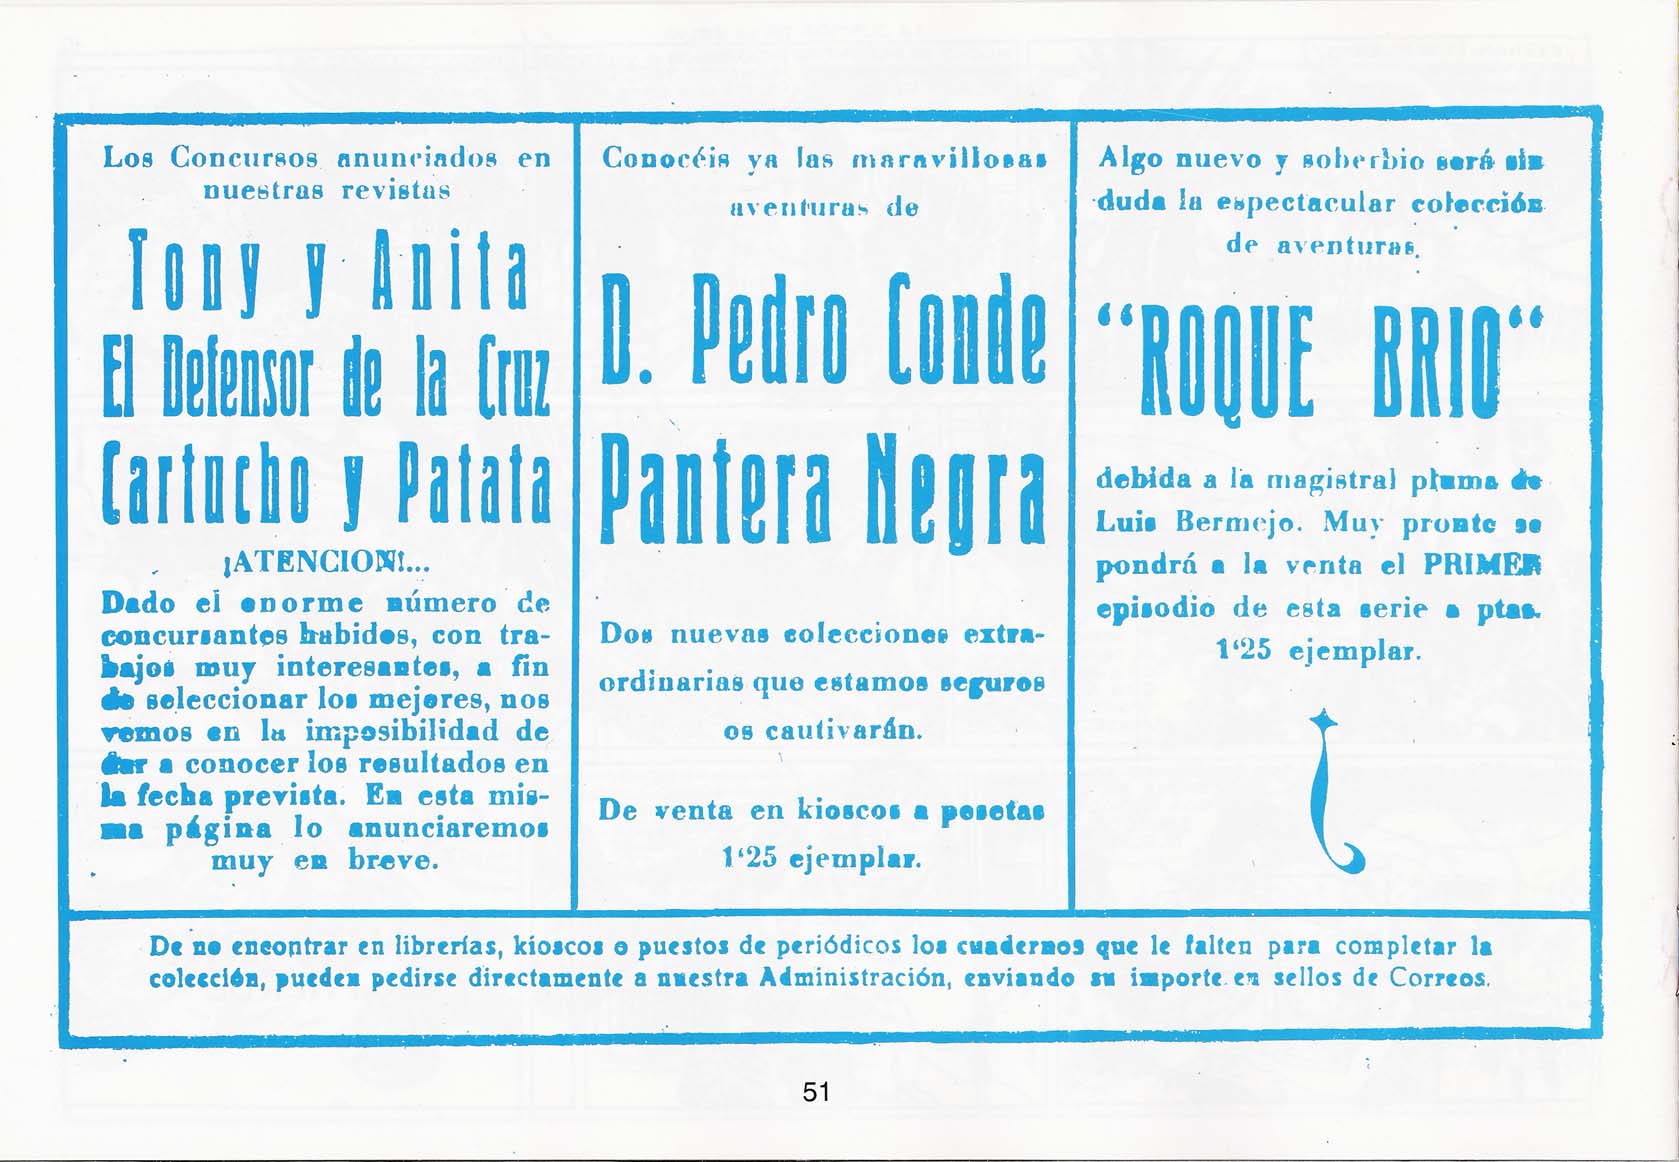 Los Concursos anunciados en
nuestras revistas
Tony y Anita
El Defensor de la Cruz
Cartucho y Patata
¡ATENCION!...
Dado el enorme número de
concursantes habidos, con tra-
bajos muy interesantes, a fin
de seleccionar los mejores, nos
vemos en la imposibilidad de
dar a conocer los resultados en
la fecha prevista. En esta mis-
ma página lo anunciaremos
muy en breve.
Conocéis ya las maravillosas
aventuras de
D. Pedro Conde
Pantera Negra
Dos nuevas colecciones extra-
ordinarias que estamos seguros
os cautivarán.
De venta en kioscos a pesetas
1‘25 ejemplar.
Algo nuevo y soberbio será sin
duda la espectacular colección
de aventuras.
“ROQUE BRIO“
debida a la magistral pluma de
Luis Bermejo. Muy pronto se
pondrá a la venta el PRIMER
episodio de esta serie a ptas.
1‘25 ejemplar.
De no encontrar en librerías, kioscos o puestos de periódicos los cuadernos que le falten para completar la
colección, pueden pedirse directamente a nuestra Administración, enviando su importe en sellos de Correos.
51